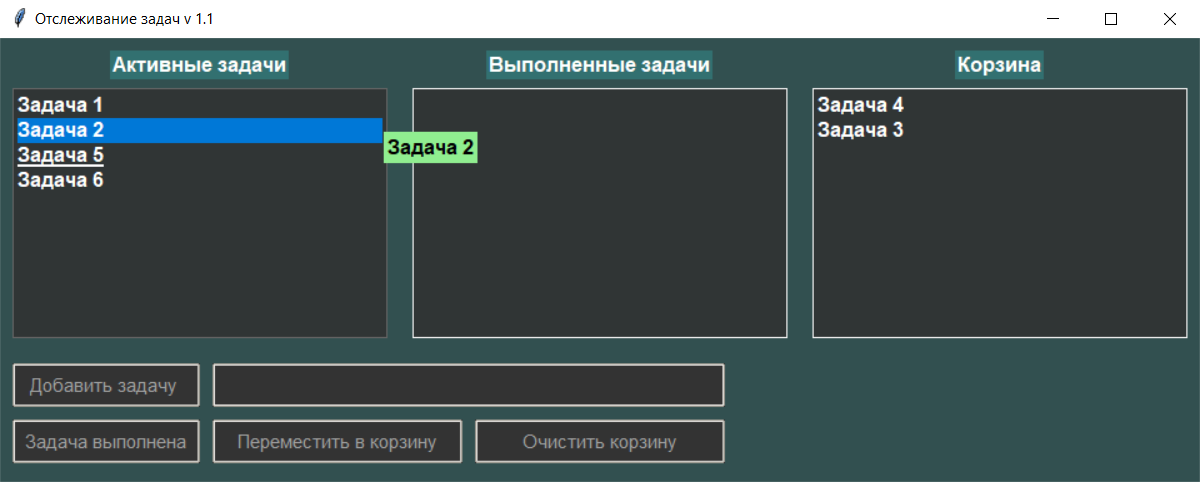 Отслеживание задач v 1.1
Активные задачи
Выполненные задачи
Корзина
Задача 1
Задача 2
Задача 5
Задача 6
Задача 2
Задача 4
Задача 3
Добавить задачу
Задача выполнена
Переместить в корзину
Очистить корзину